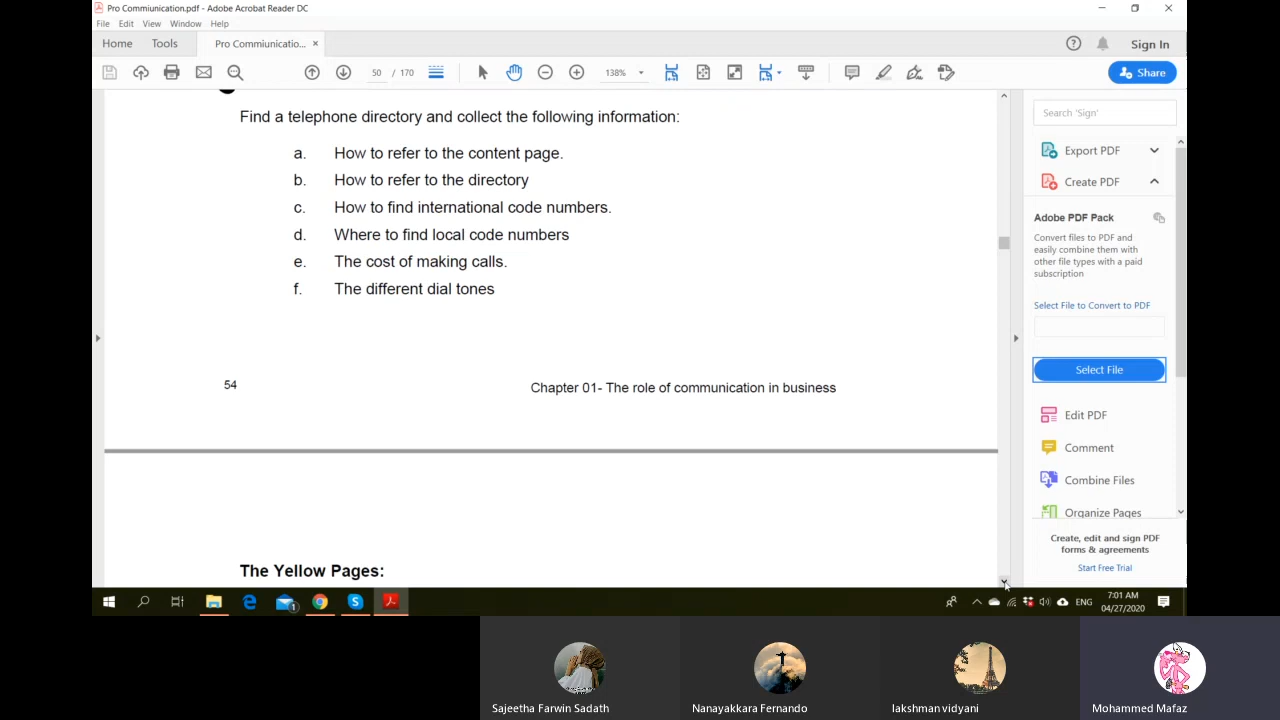 Pro Communication.pdf - Adobe Acrobat Reader DC
File Edit View Window Help
Home Tools Pro Commiunicatio... × Sign In
50 / 170 138% Share
Find a telephone directory and collect the following information:
a. How to refer to the content page.
b. How to refer to the directory
c. How to find international code numbers.
d. Where to find local code numbers
e. The cost of making calls.
f. The different dial tones
54 Chapter 01- The role of communication in business
The Yellow Pages:
Search 'Sign'
Export PDF
Create PDF
Adobe PDF Pack
Convert files to PDF and
easily combine them with
other file types with a paid
subscription
Select File to Convert to PDF
Select File
Edit PDF
Comment
Combine Files
Organize Pages
Create, edit and sign PDF
forms & agreements
Start Free Trial
1
ENG
7:01 AM
04/27/2020
Sajeetha Farwin Sadath
Nanayakkara Fernando
lakshman vidyani
Mohammed Mafaz